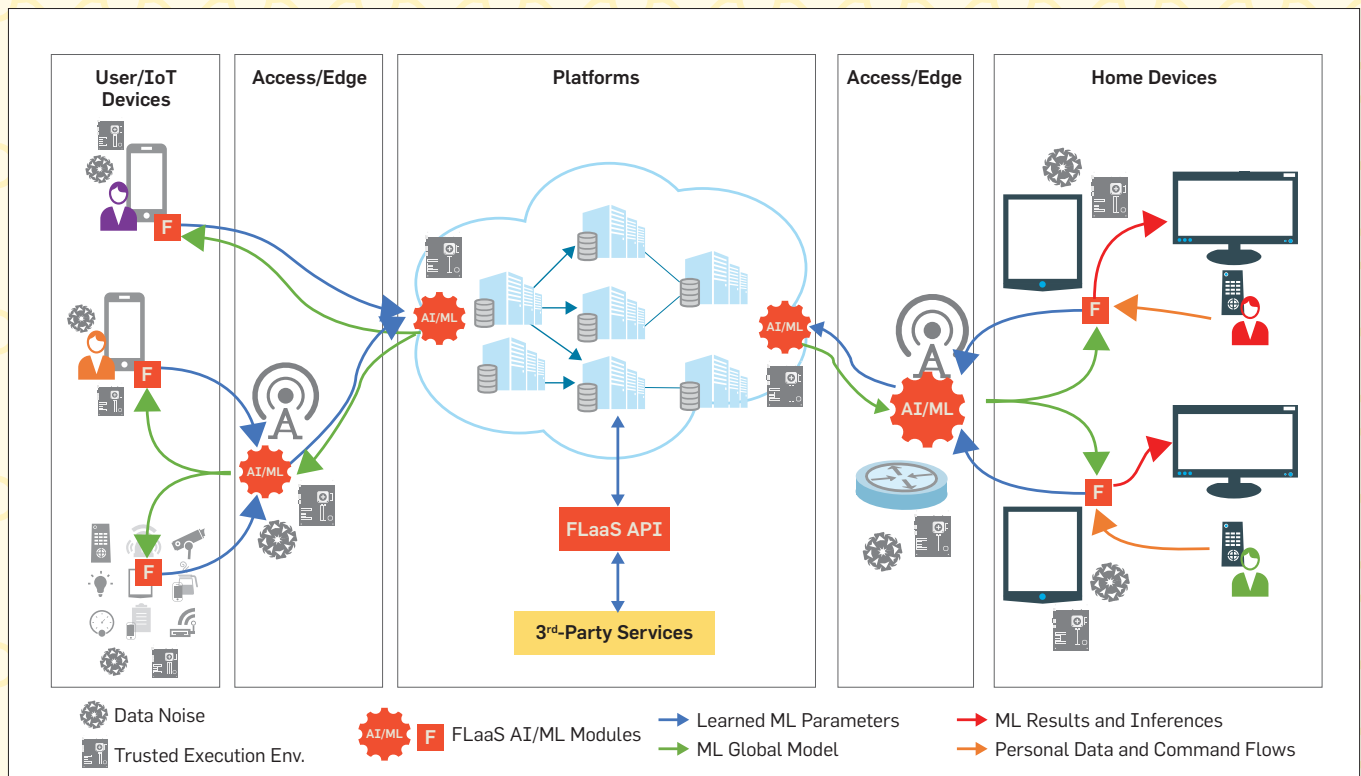 User/IoT
Devices
Access/Edge
Platforms
Access/Edge
Home Devices
F
F
F
AI/ML
AI/ML
AI/ML
AI/ML
F
F
FLaaS API
3rd-Party Services
Data Noise
Trusted Execution Env.
AI/ML
F
FLaaS AI/ML Modules
Learned ML Parameters
ML Global Model
ML Results and Inferences
Personal Data and Command Flows